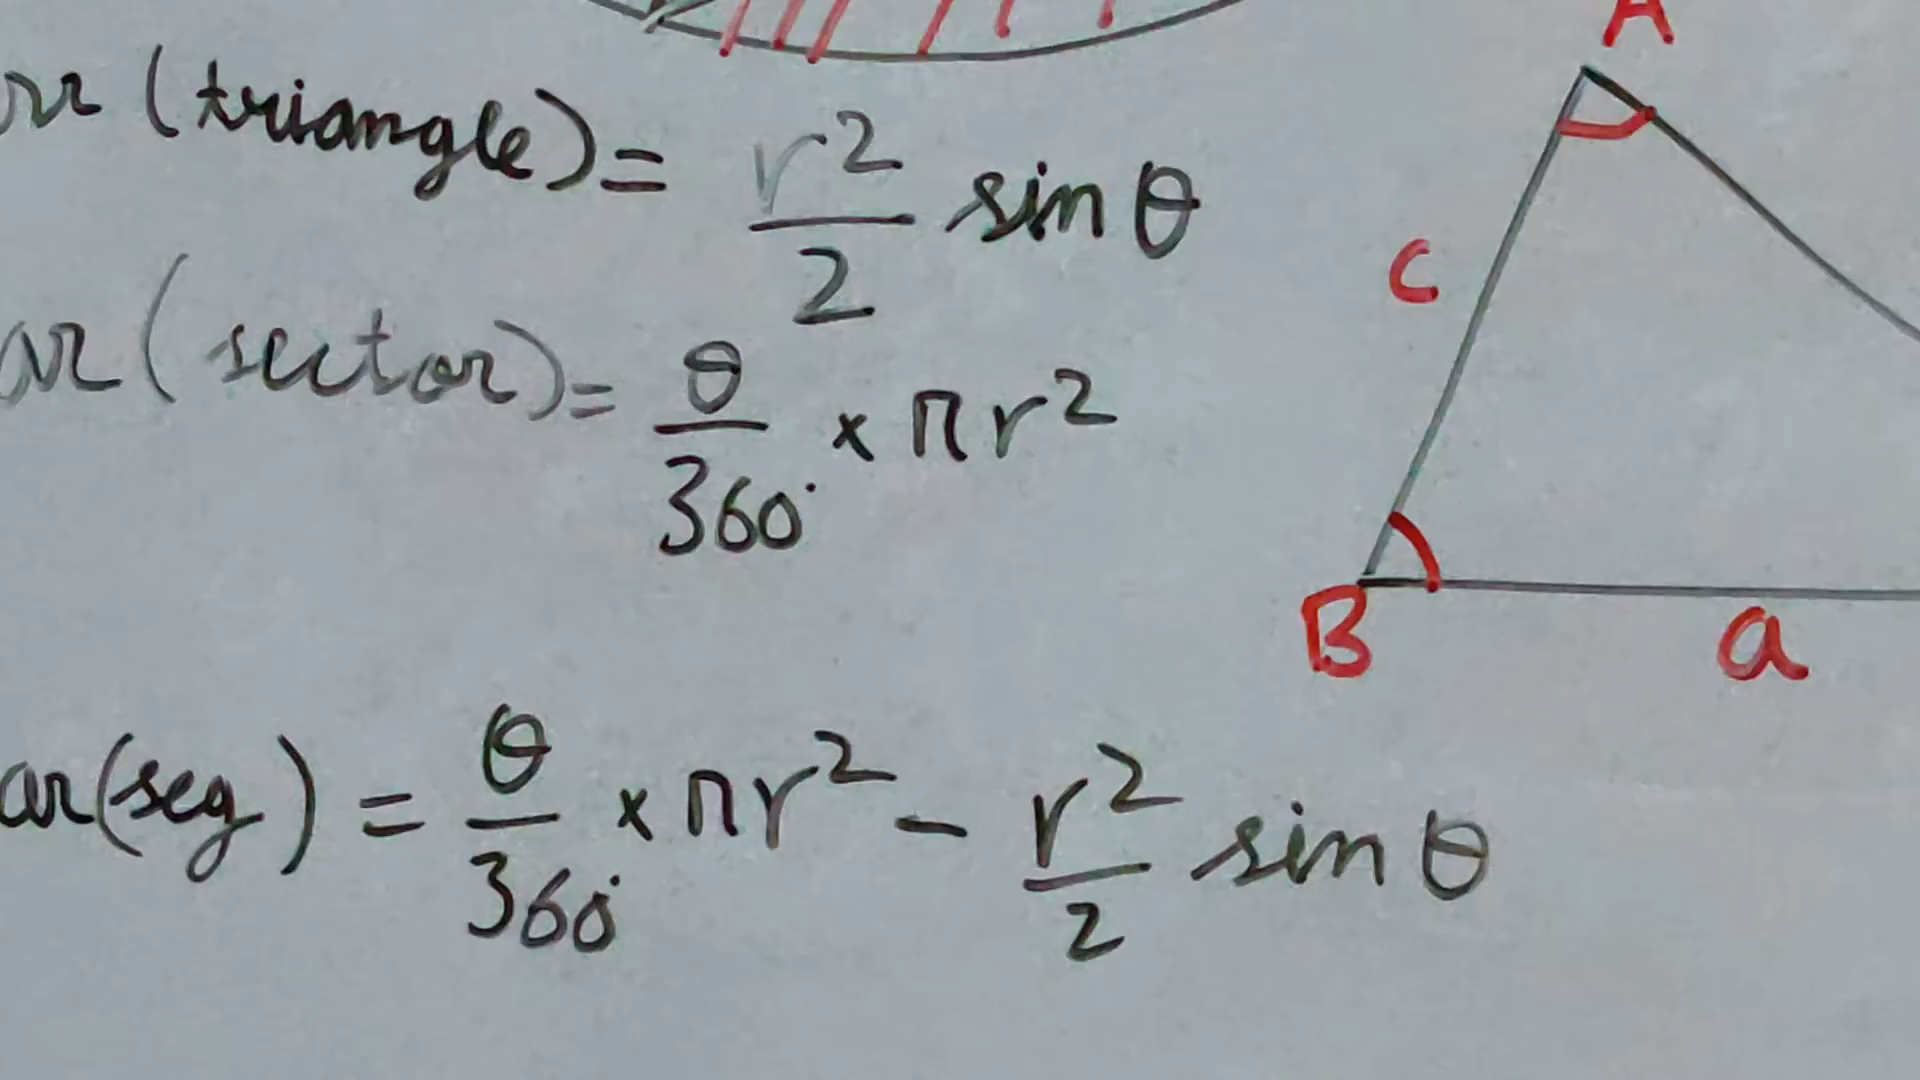 ar (triangle) = r²/2 sin θ
ar (sector) = θ/360° × πr²
ar(seg) = θ/360° × πr² - r²/2 sin θ
A
c
B
a